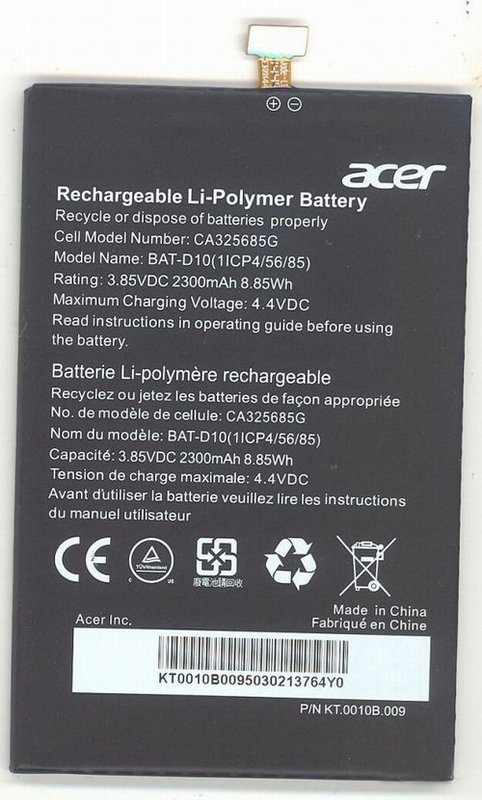 acer
Rechargeable Li-Polymer Battery
Recycle or dispose of batteries properly
Cell Model Number: CA325685G
Model Name: BAT-D10(1ICP4/56/85)
Rating: 3.85VDC 2300mAh 8.85Wh
Maximum Charging Voltage: 4.4VDC
Read instructions in operating guide before using
the battery.
Batterie Li-polymère rechargeable
Recyclez ou jetez les batteries de façon appropriée
No. de modèle de cellule: CA325685G
Nom du modèle: BAT-D10(1ICP4/56/85)
Capacité: 3.85VDC 2300mAh 8.85Wh
Tension de charge maximale: 4.4VDC
Avant d'utiliser la batterie veuillez lire les instructions
du manuel utilisateur
CE
TÜVRheinland
C US
廢電池請回收
Made in China
Acer Inc. Fabriqué en Chine
KT0010B0095030213764Y0
P/N KT.0010B.009